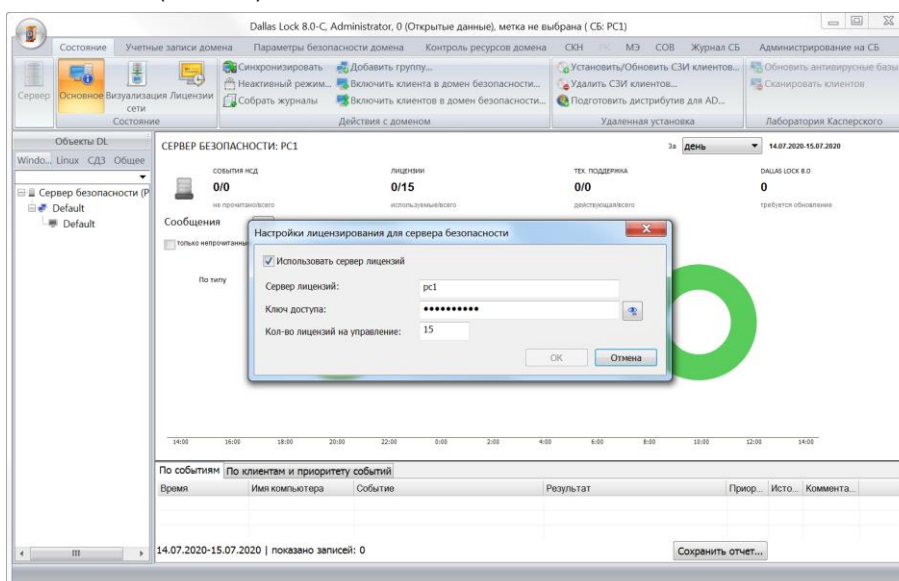 Dallas Lock 8.0-C, Administrator, 0 (Открытые данные), метка не выбрана ( СБ: PC1)
Состояние Учетные записи домена Параметры безопасности домена Контроль ресурсов домена СКН РК МЭ СОВ Журнал СБ Администрирование на СБ
Синхронизировать Добавить группу... Установить/Обновить СЗИ клиентов... Обновить антивирусные базы
Сервер Основное Визуализация сети Лицензии Неактивный режим... Включить клиента в домен безопасности... Удалить СЗИ клиентов... Сканировать клиентов
Собрать журналы Включить клиентов в домен безопасности... Подготовить дистрибутив для AD...
Состояние Действия с доменом Удаленная установка Лаборатория Касперского
Объекты DL
Windo... Linux СДЗ Общее
Сервер безопасности (P
Default
Default
СЕРВЕР БЕЗОПАСНОСТИ: PC1 За день 14.07.2020-15.07.2020
СОБЫТИЯ НСД ЛИЦЕНЗИИ ТЕХ. ПОДДЕРЖКА DALLAS LOCK 8.0
0/0 0/15 0/0 0
не прочитано/всего используемые/всего действующая/всего требуется обновление
Сообщения
только непрочитанны
По типу
Настройки лицензирования для сервера безопасности
Использовать сервер лицензий
Сервер лицензий: pc1
Ключ доступа: ••••••••••
Кол-во лицензий на управление: 15
ОК Отмена
14:00 16:00 18:00 20:00 22:00 0:00 2:00 4:00 6:00 8:00 10:00 12:00 14:00
По событиям По клиентам и приоритету событий
Время Имя компьютера Событие Результат Приор... Исто... Коммента...
14.07.2020-15.07.2020 | показано записей: 0 Сохранить отчет...